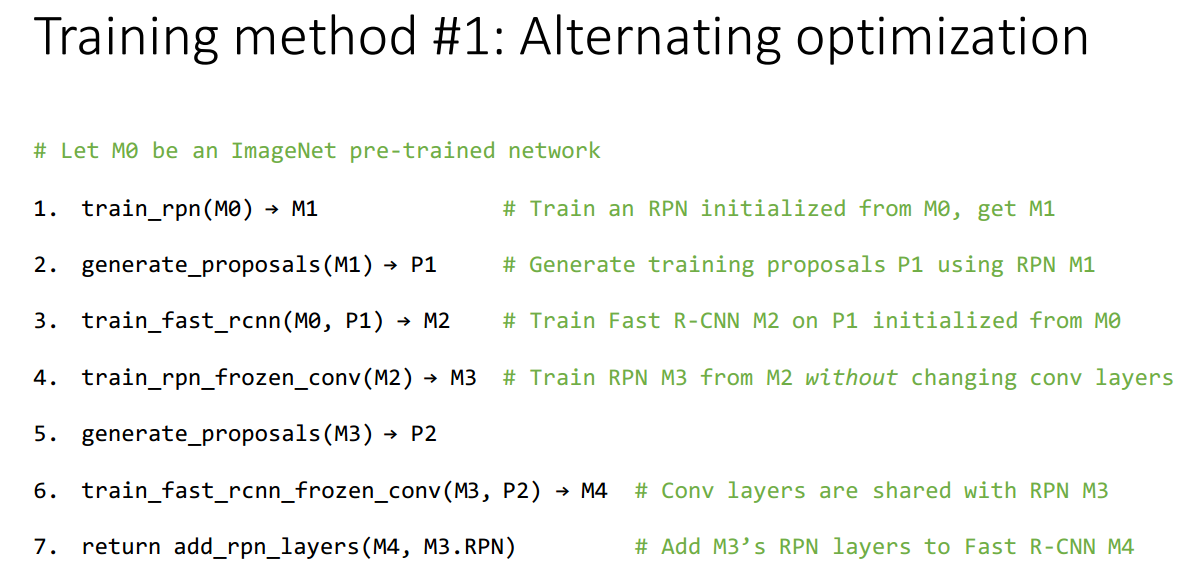 Training method #1: Alternating optimization
# Let M0 be an ImageNet pre-trained network
1. train_rpn(M0) → M1 # Train an RPN initialized from M0, get M1
2. generate_proposals(M1) → P1 # Generate training proposals P1 using RPN M1
3. train_fast_rcnn(M0, P1) → M2 # Train Fast R-CNN M2 on P1 initialized from M0
4. train_rpn_frozen_conv(M2) → M3 # Train RPN M3 from M2 without changing conv layers
5. generate_proposals(M3) → P2
6. train_fast_rcnn_frozen_conv(M3, P2) → M4 # Conv layers are shared with RPN M3
7. return add_rpn_layers(M4, M3.RPN) # Add M3’s RPN layers to Fast R-CNN M4